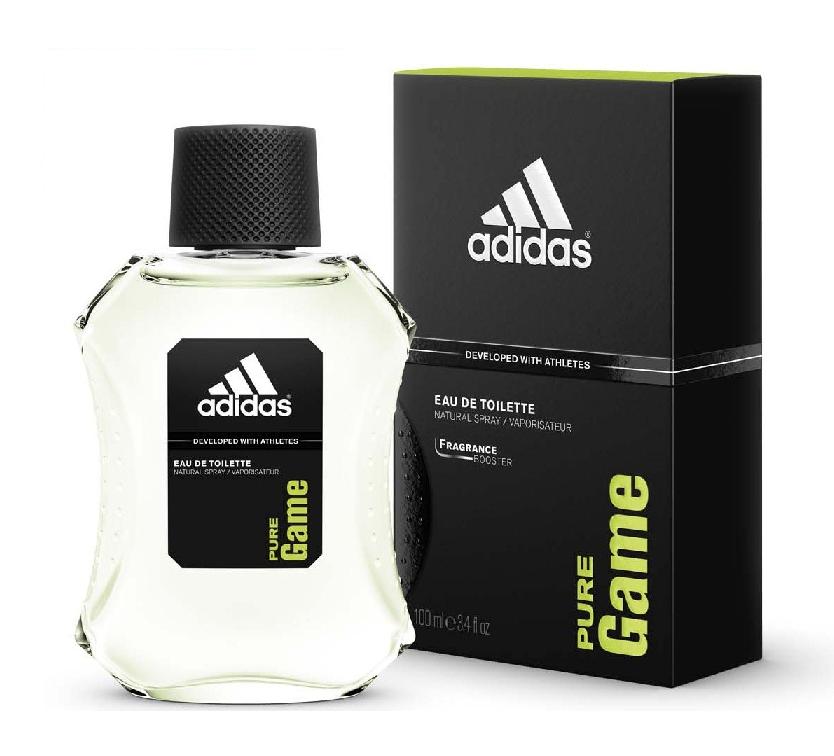 adidas®
DEVELOPED WITH ATHLETES
EAU DE TOILETTE
NATURAL SPRAY / VAPORISATEUR
PURE
Game
adidas®
DEVELOPED WITH ATHLETES
EAU DE TOILETTE
NATURAL SPRAY / VAPORISATEUR
FRAGRANCE
BOOSTER
PURE
Game
100 ml e 3.4 fl oz